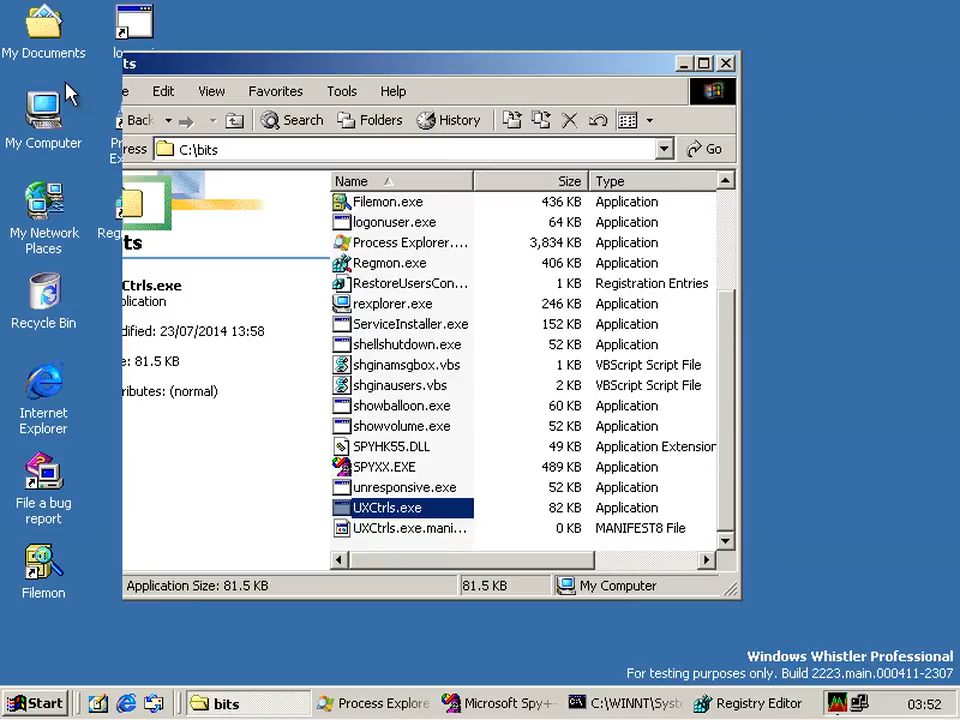 My Documents
My Computer
My Network
Places
Recycle Bin
Internet
Explorer
File a bug
report
Filemon
ts
e Edit View Favorites Tools Help
Back Search Folders History
ress C:\bits Go
ts
Ctrls.exe
pplication
dified: 23/07/2014 13:58
e: 81.5 KB
ributes: (normal)
Name Size Type
Filemon.exe 436 KB Application
logonuser.exe 64 KB Application
Process Explorer.... 3,834 KB Application
Regmon.exe 406 KB Application
RestoreUsersCon... 1 KB Registration Entries
rexplorer.exe 246 KB Application
ServiceInstaller.exe 152 KB Application
shellshutdown.exe 52 KB Application
shginamsgbox.vbs 1 KB VBScript Script File
shginausers.vbs 2 KB VBScript Script File
showballoon.exe 60 KB Application
showvolume.exe 52 KB Application
SPYHK55.DLL 49 KB Application Extension
SPYXX.EXE 489 KB Application
unresponsive.exe 52 KB Application
UXCtrls.exe 82 KB Application
UXCtrls.exe.mani... 0 KB MANIFEST8 File
Application Size: 81.5 KB 81.5 KB My Computer
Windows Whistler Professional
For testing purposes only. Build 2223.main.000411-2307
Start bits Process Explore Microsoft Spy+ C:\WINNT\Syst Registry Editor 03:52